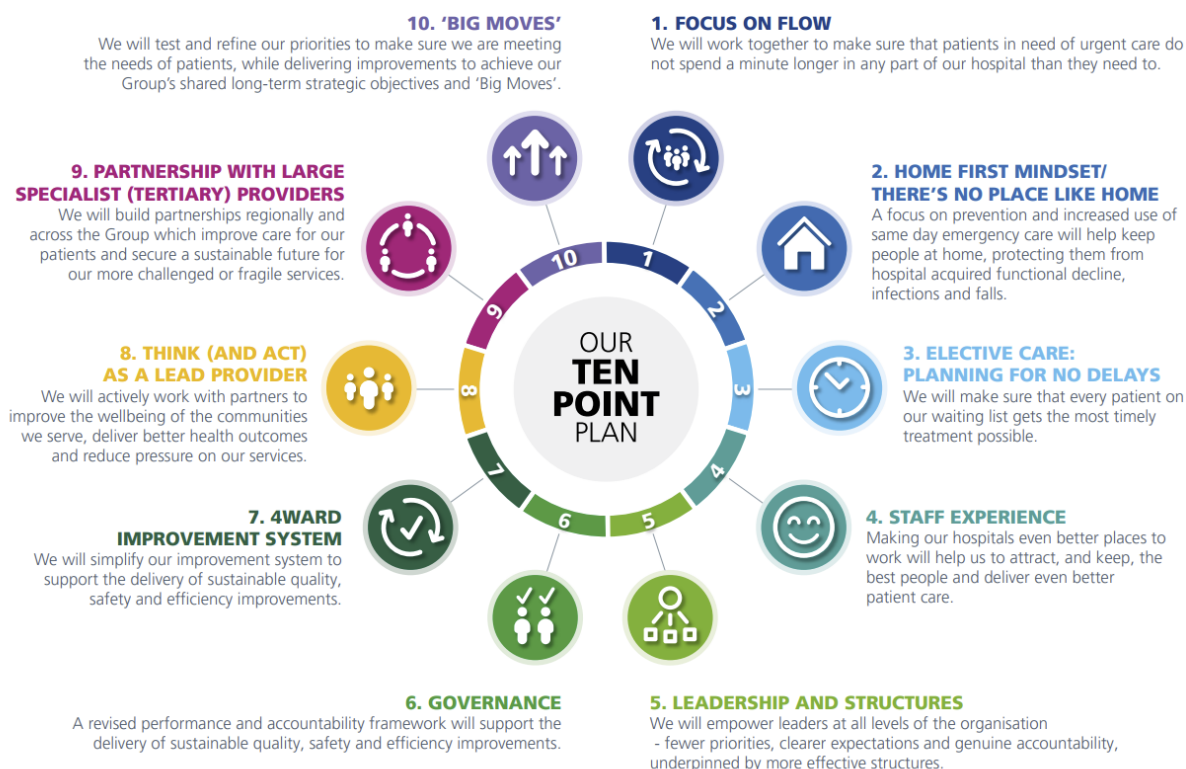 OUR
TEN
POINT
PLAN
1
2
3
4
5
6
7
8
9
10
1. FOCUS ON FLOW
We will work together to make sure that patients in need of urgent care do
not spend a minute longer in any part of our hospital than they need to.
2. HOME FIRST MINDSET/
THERE’S NO PLACE LIKE HOME
A focus on prevention and increased use of
same day emergency care will help keep
people at home, protecting them from
hospital acquired functional decline,
infections and falls.
3. ELECTIVE CARE:
PLANNING FOR NO DELAYS
We will make sure that every patient on
our waiting list gets the most timely
treatment possible.
4. STAFF EXPERIENCE
Making our hospitals even better places to
work will help us to attract, and keep, the
best people and deliver even better
patient care.
5. LEADERSHIP AND STRUCTURES
We will empower leaders at all levels of the organisation
- fewer priorities, clearer expectations and genuine accountability,
underpinned by more effective structures.
6. GOVERNANCE
A revised performance and accountability framework will support the
delivery of sustainable quality, safety and efficiency improvements.
7. 4WARD
IMPROVEMENT SYSTEM
We will simplify our improvement system to
support the delivery of sustainable quality,
safety and efficiency improvements.
8. THINK (AND ACT)
AS A LEAD PROVIDER
We will actively work with partners to
improve the wellbeing of the communities
we serve, deliver better health outcomes
and reduce pressure on our services.
9. PARTNERSHIP WITH LARGE
SPECIALIST (TERTIARY) PROVIDERS
We will build partnerships regionally and
across the Group which improve care for our
patients and secure a sustainable future for
our more challenged or fragile services.
10. ‘BIG MOVES’
We will test and refine our priorities to make sure we are meeting
the needs of patients, while delivering improvements to achieve our
Group’s shared long-term strategic objectives and ‘Big Moves’.